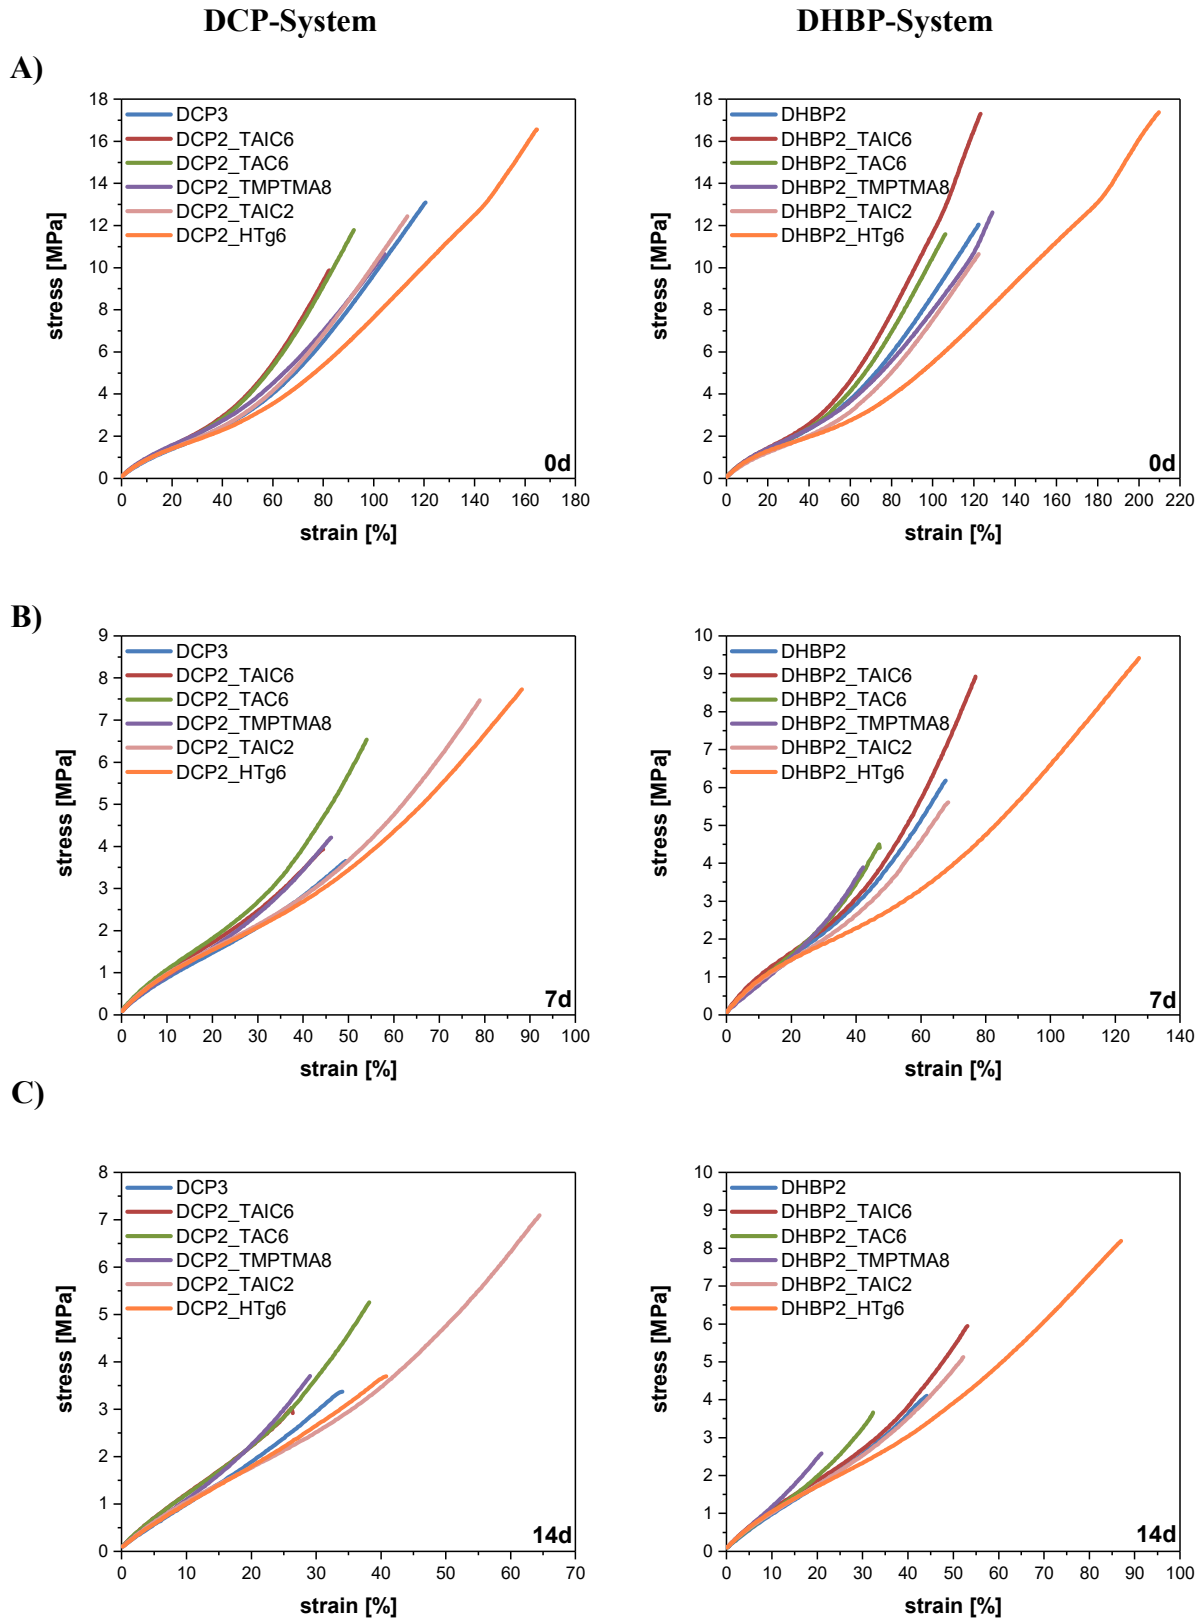 DCP-System
DHBP-System
A)
18
16
14
12
10
8
6
4
2
0
stress [MPa]
DCP3
DCP2_TAIC6
DCP2_TAC6
DCP2_TMPTMA8
DCP2_TAIC2
DCP2_HTg6
0d
0 20 40 60 80 100 120 140 160 180
strain [%]
18
16
14
12
10
8
6
4
2
0
stress [MPa]
DHBP2
DHBP2_TAIC6
DHBP2_TAC6
DHBP2_TMPTMA8
DHBP2_TAIC2
DHBP2_HTg6
0d
0 20 40 60 80 100 120 140 160 180 200 220
strain [%]
B)
9
8
7
6
5
4
3
2
1
0
stress [MPa]
DCP3
DCP2_TAIC6
DCP2_TAC6
DCP2_TMPTMA8
DCP2_TAIC2
DCP2_HTg6
7d
0 10 20 30 40 50 60 70 80 90 100
strain [%]
10
9
8
7
6
5
4
3
2
1
0
stress [MPa]
DHBP2
DHBP2_TAIC6
DHBP2_TAC6
DHBP2_TMPTMA8
DHBP2_TAIC2
DHBP2_HTg6
7d
0 20 40 60 80 100 120 140
strain [%]
C)
8
7
6
5
4
3
2
1
0
stress [MPa]
DCP3
DCP2_TAIC6
DCP2_TAC6
DCP2_TMPTMA8
DCP2_TAIC2
DCP2_HTg6
14d
0 10 20 30 40 50 60 70
strain [%]
10
9
8
7
6
5
4
3
2
1
0
stress [MPa]
DHBP2
DHBP2_TAIC6
DHBP2_TAC6
DHBP2_TMPTMA8
DHBP2_TAIC2
DHBP2_HTg6
14d
0 10 20 30 40 50 60 70 80 90 100
strain [%]